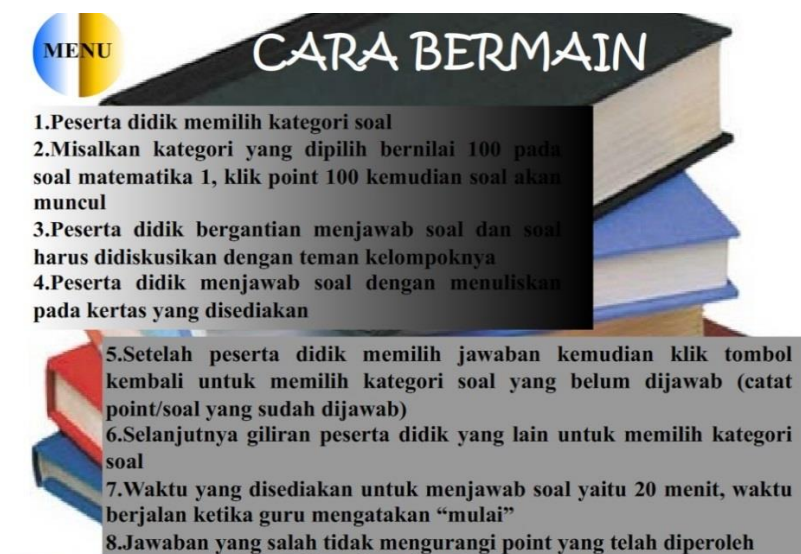 MENU
CARA BERMAIN
1.Peserta didik memilih kategori soal
2.Misalkan kategori yang dipilih bernilai 100 pada
soal matematika 1, klik point 100 kemudian soal akan
muncul
3.Peserta didik bergantian menjawab soal dan soal
harus didiskusikan dengan teman kelompoknya
4.Peserta didik menjawab soal dengan menuliskan
pada kertas yang disediakan
5.Setelah peserta didik memilih jawaban kemudian klik tombol
kembali untuk memilih kategori soal yang belum dijawab (catat
point/soal yang sudah dijawab)
6.Selanjutnya giliran peserta didik yang lain untuk memilih kategori
soal
7.Waktu yang disediakan untuk menjawab soal yaitu 20 menit, waktu
berjalan ketika guru mengatakan “mulai”
8.Jawaban yang salah tidak mengurangi point yang telah diperoleh